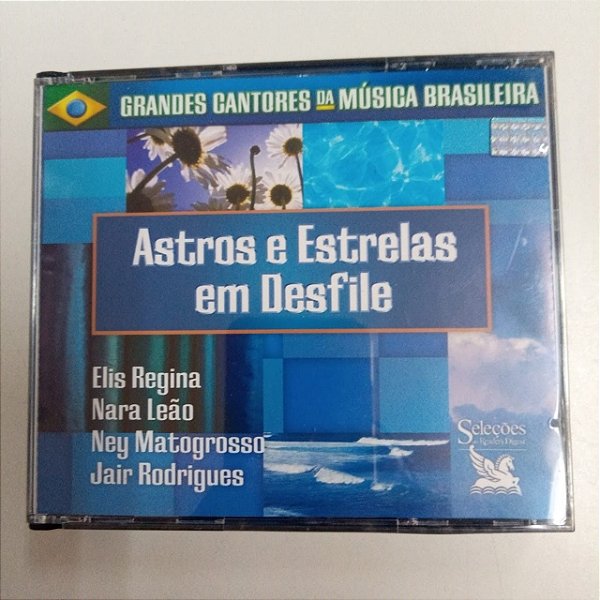 GRANDES CANTORES DA MÚSICA BRASILEIRA
Astros e Estrelas
em Desfile
Elis Regina
Nara Leão
Ney Matogrosso
Jair Rodrigues
Seleções
do Reader's Digest